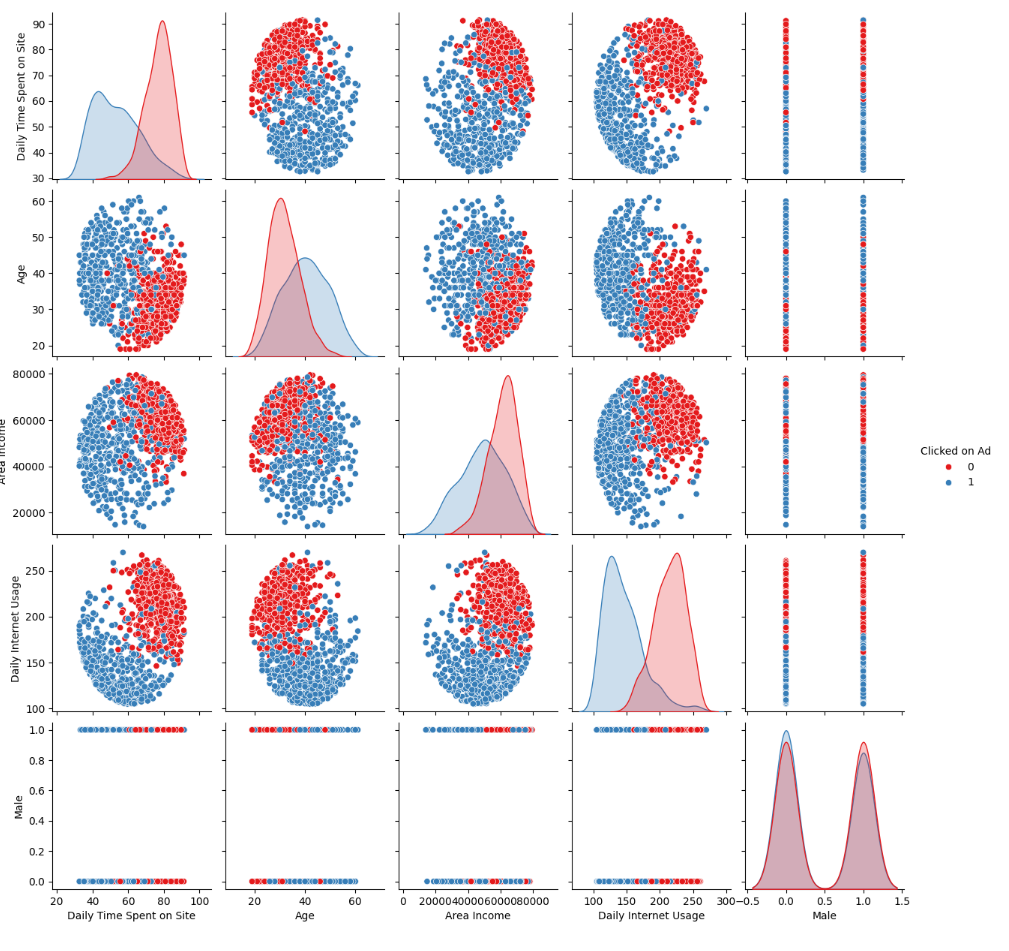 Daily Time Spent on Site
90
80
70
60
50
40
30
Age
60
50
40
30
20
Area Income
80000
60000
40000
20000
Clicked on Ad
0
1
Daily Internet Usage
250
200
150
100
Male
1.0
0.8
0.6
0.4
0.2
0.0
20 40 60 80 100
20 40 60
0 20000 40000 60000 80000
100 150 200 250 300
−0.5 0.0 0.5 1.0 1.5
Daily Time Spent on Site
Age
Area Income
Daily Internet Usage
Male